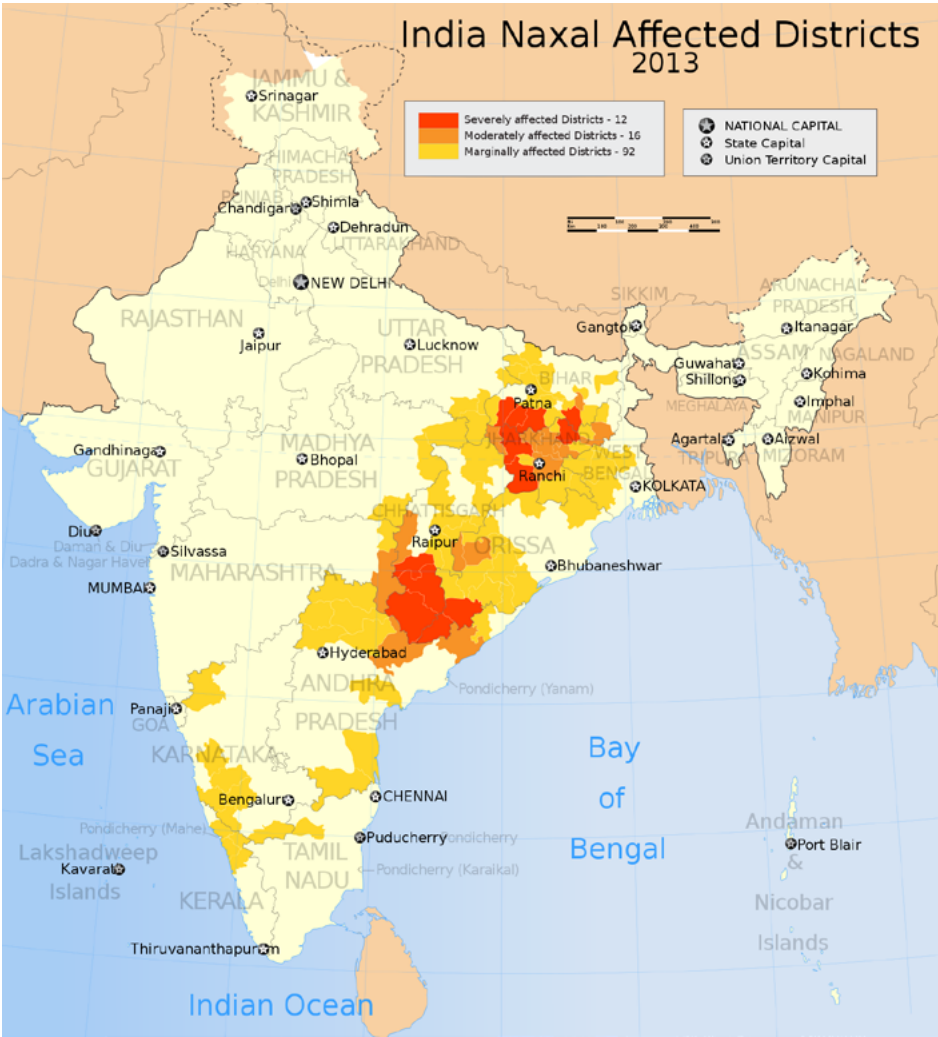 India Naxal Affected Districts
2013
Severely affected Districts - 12
Moderately affected Districts - 16
Marginally affected Districts - 92
NATIONAL CAPITAL
State Capital
Union Territory Capital
JAMMU &
KASHMIR
Srinagar
HIMACHAL
PRADESH
PUNJAB
Shimla
Chandigarh
Dehradun
UTTARAKHAND
HARYANA
Delhi
NEW DELHI
RAJASTHAN
Jaipur
UTTAR
PRADESH
Lucknow
SIKKIM
Gangtok
ARUNACHAL
PRADESH
Itanagar
ASSAM
NAGALAND
Guwahat
Shillong
Kohima
MEGHALAYA
Imphal
MANIPUR
Agartala
TRIPURA
Aizwal
MIZORAM
BIHAR
Patna
JHARKHAND
Ranchi
WEST
BENGAL
KOLKATA
Gandhinaga
GUJARAT
MADHYA
PRADESH
Bhopal
CHHATTISGARH
Raipur
ORISSA
Bhubaneshwar
Diu
Daman & Diu
Dadra & Nagar Haveli
Silvassa
MUMBAI
MAHARASHTRA
Hyderabad
ANDHRA
PRADESH
Pondicherry (Yanam)
Arabian
Sea
Panaji
GOA
KARNATAKA
Bengaluru
CHENNAI
Bay
of
Bengal
Pondicherry (Mahe)
Puducherry
Pondicherry
Lakshadweep
Islands
Kavarat
TAMIL
NADU
Pondicherry (Karaikal)
KERALA
Thiruvananthapuram
Andaman
&
Nicobar
Islands
Port Blair
Indian Ocean